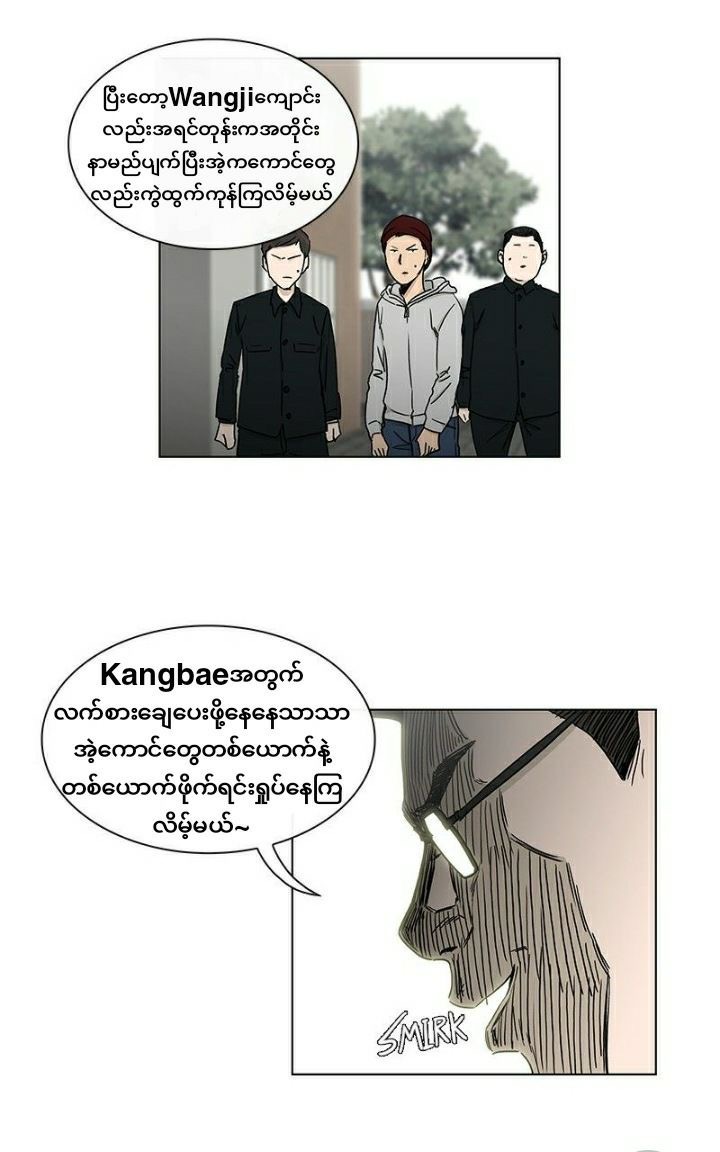 ပြီးတော့Wangjiကျောင်း
လည်းအရင်တုန်းကအတိုင်း
နာမည်ပျက်ပြီးအဲ့ကကောင်တွေ
လည်းကွဲထွက်ကုန်ကြလိမ့်မယ်
Kangbaeအတွက်
လက်စားချေပေးဖို့နေနေသာသာ
အဲ့ကောင်တွေတစ်ယောက်နဲ့
တစ်ယောက်ဖိုက်ရင်းရှုပ်နေကြ
လိမ့်မယ်~
SMIRK